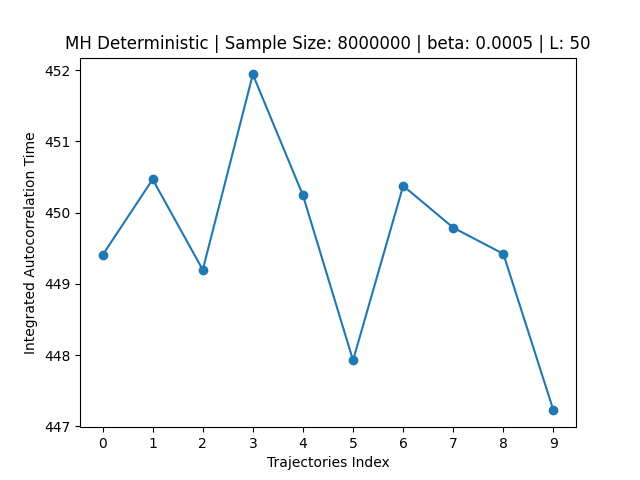 MH Deterministic | Sample Size: 8000000 | beta: 0.0005 | L: 50
452
451
450
449
448
447
Integrated Autocorrelation Time
0 1 2 3 4 5 6 7 8 9
Trajectories Index